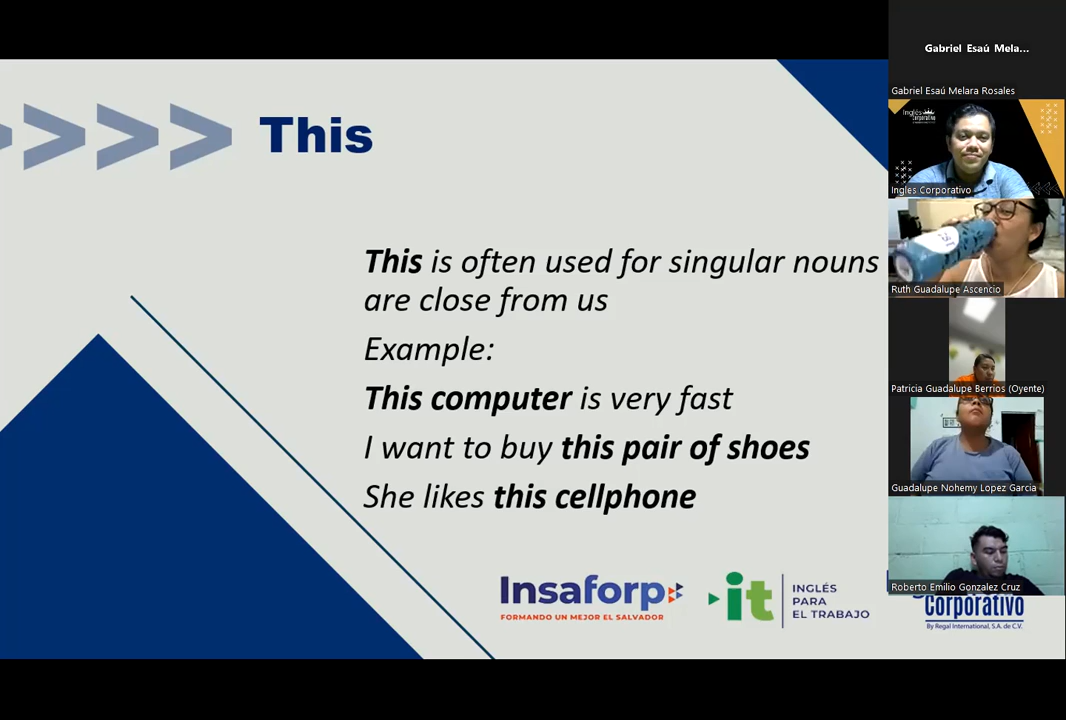 This
This is often used for singular nouns
are close from us
Example:
This computer is very fast
I want to buy this pair of shoes
She likes this cellphone
Insaforp
FORMANDO UN MEJOR EL SALVADOR
it
INGLÉS
PARA
EL TRABAJO
Corporativo
By Regal International, S.A. de C.V.
Gabriel Esaú Mela...
Gabriel Esaú Melara Rosales
Inglés
Corporativo
Ingles Corporativo
Ruth Guadalupe Ascencio
Patricia Guadalupe Berrios (Oyente)
Guadalupe Nohemy Lopez Garcia
Roberto Emilio Gonzalez Cruz